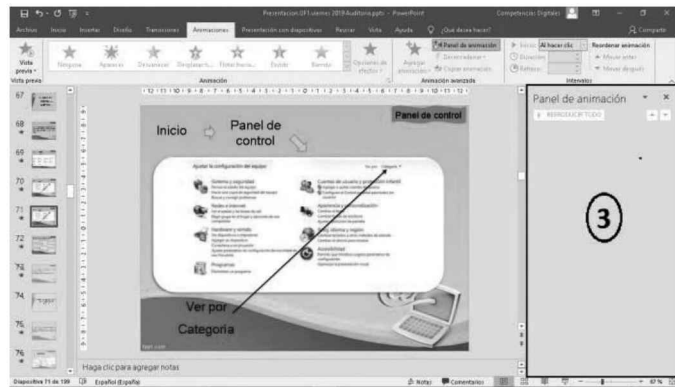 Presentacion UF1 viernes 2019 Auditorio.pptx - PowerPoint
Competencias Digitales
Archivo Inicio Insertar Diseño Transiciones Animaciones Presentación con diapositivas Revisar Vista Ayuda ¿Qué desea hacer? Compartir
Vista previa
Ninguna Aparecer Desvanecer Desplazar h... Flotar hacia... Dividir Barrido
Opciones de efectos
Agregar animación
Panel de animación
Desencadenar
Copiar animación
Inicio: Al hacer clic
Duración:
Retraso:
Reordenar animación
Mover antes
Mover después
Vista previa Animación Animación avanzada Intervalos
67
68
69
70
71
72
73
74
75
76
Panel de control
Inicio Panel de control
Ajustar la configuración del equipo
Ver por: Categoría
Sistema y seguridad
Redes e Internet
Hardware y sonido
Programas
Cuentas de usuario y protección infantil
Apariencia y personalización
Reloj, idioma y región
Accesibilidad
Ver por
Categoría
Panel de animación
REPRODUCIR TODO
3
Haga clic para agregar notas
Diapositiva 71 de 109 Español (España) Notas Comentarios 67 %